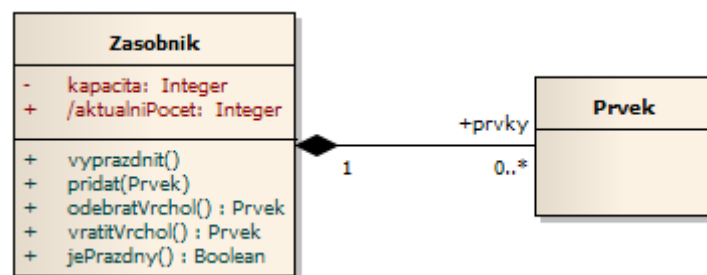 Zasobnik
- kapacita: Integer
+ /aktualniPocet: Integer
+ vyprazdnit()
+ pridat(Prvek)
+ odebratVrchol() : Prvek
+ vratitVrchol() : Prvek
+ jePrazdny() : Boolean
+prvky
1
0..*
Prvek